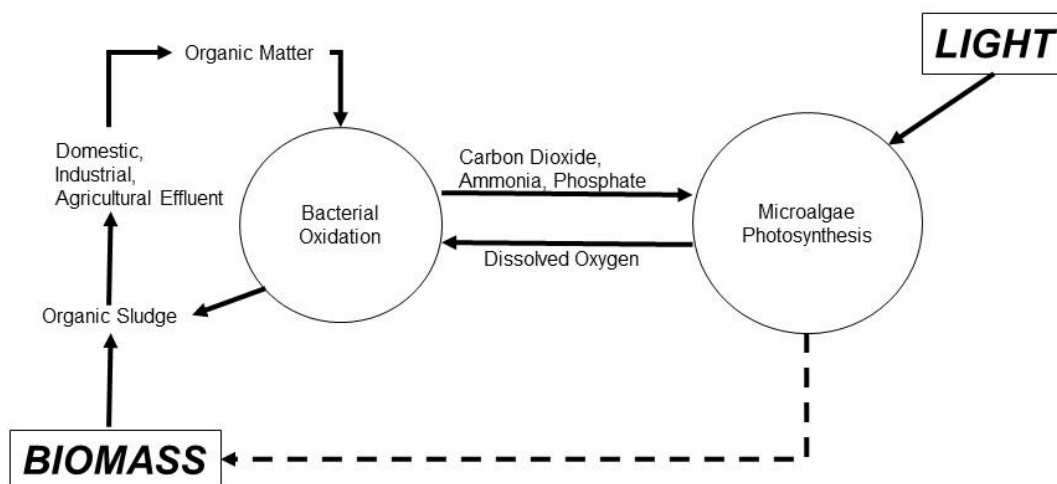 Organic Matter
LIGHT
Domestic,
Industrial,
Agricultural Effluent
Carbon Dioxide,
Ammonia, Phosphate
Bacterial
Oxidation
Microalgae
Photosynthesis
Dissolved Oxygen
Organic Sludge
BIOMASS